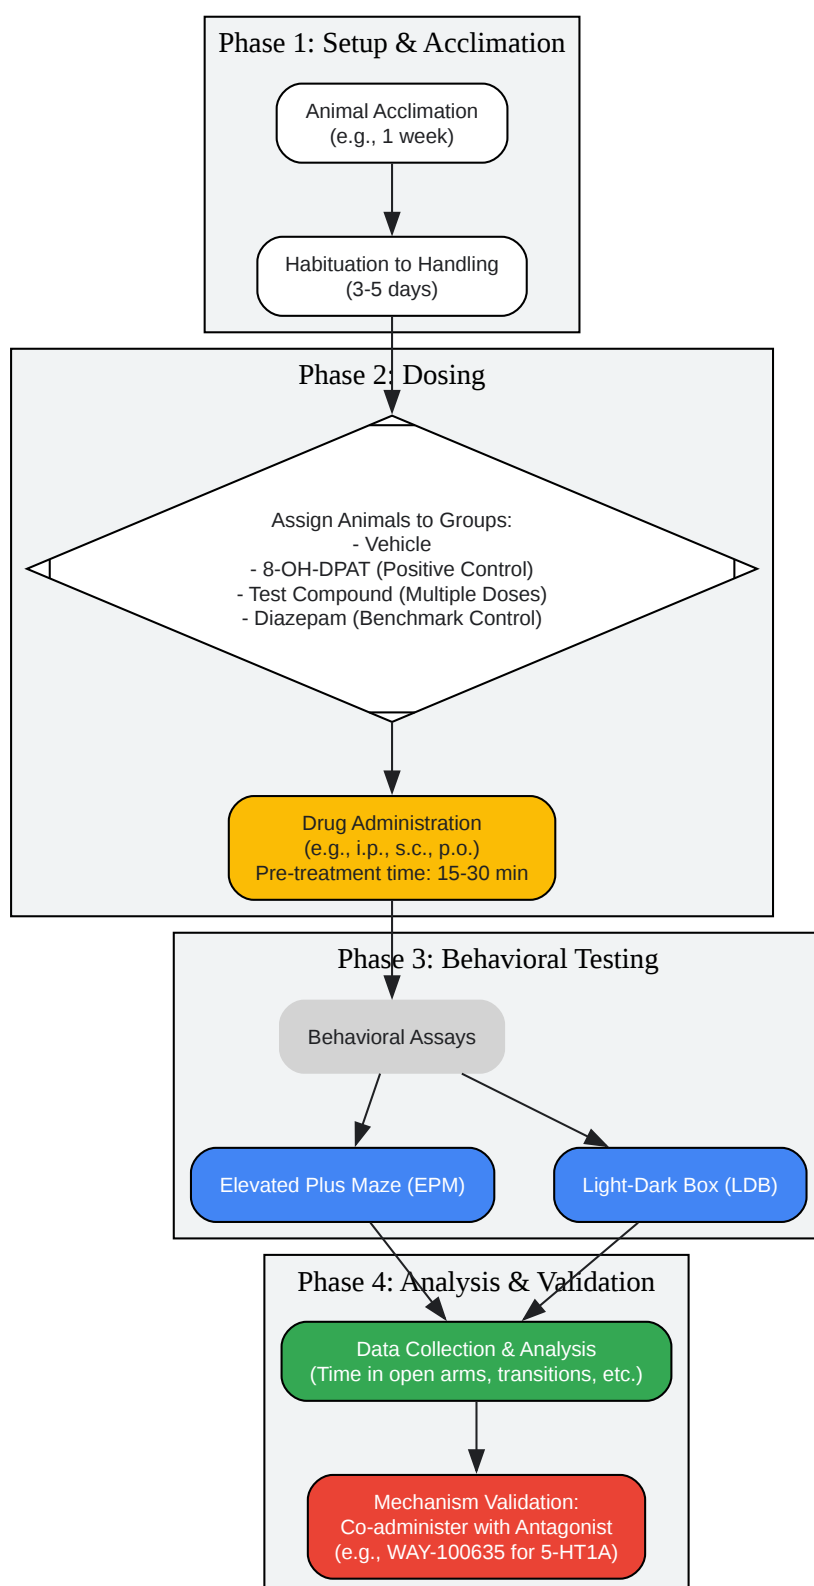 Phase 1: Setup & Acclimation
Animal Acclimation
(e.g., 1 week)
Habituation to Handling
(3-5 days)
Phase 2: Dosing
Assign Animals to Groups:
- Vehicle
- 8-OH-DPAT (Positive Control)
- Test Compound (Multiple Doses)
- Diazepam (Benchmark Control)
Drug Administration
(e.g., i.p., s.c., p.o.)
Pre-treatment time: 15-30 min
Phase 3: Behavioral Testing
Behavioral Assays
Elevated Plus Maze (EPM)
Light-Dark Box (LDB)
Phase 4: Analysis & Validation
Data Collection & Analysis
(Time in open arms, transitions, etc.)
Mechanism Validation:
Co-administer with Antagonist
(e.g., WAY-100635 for 5-HT1A)